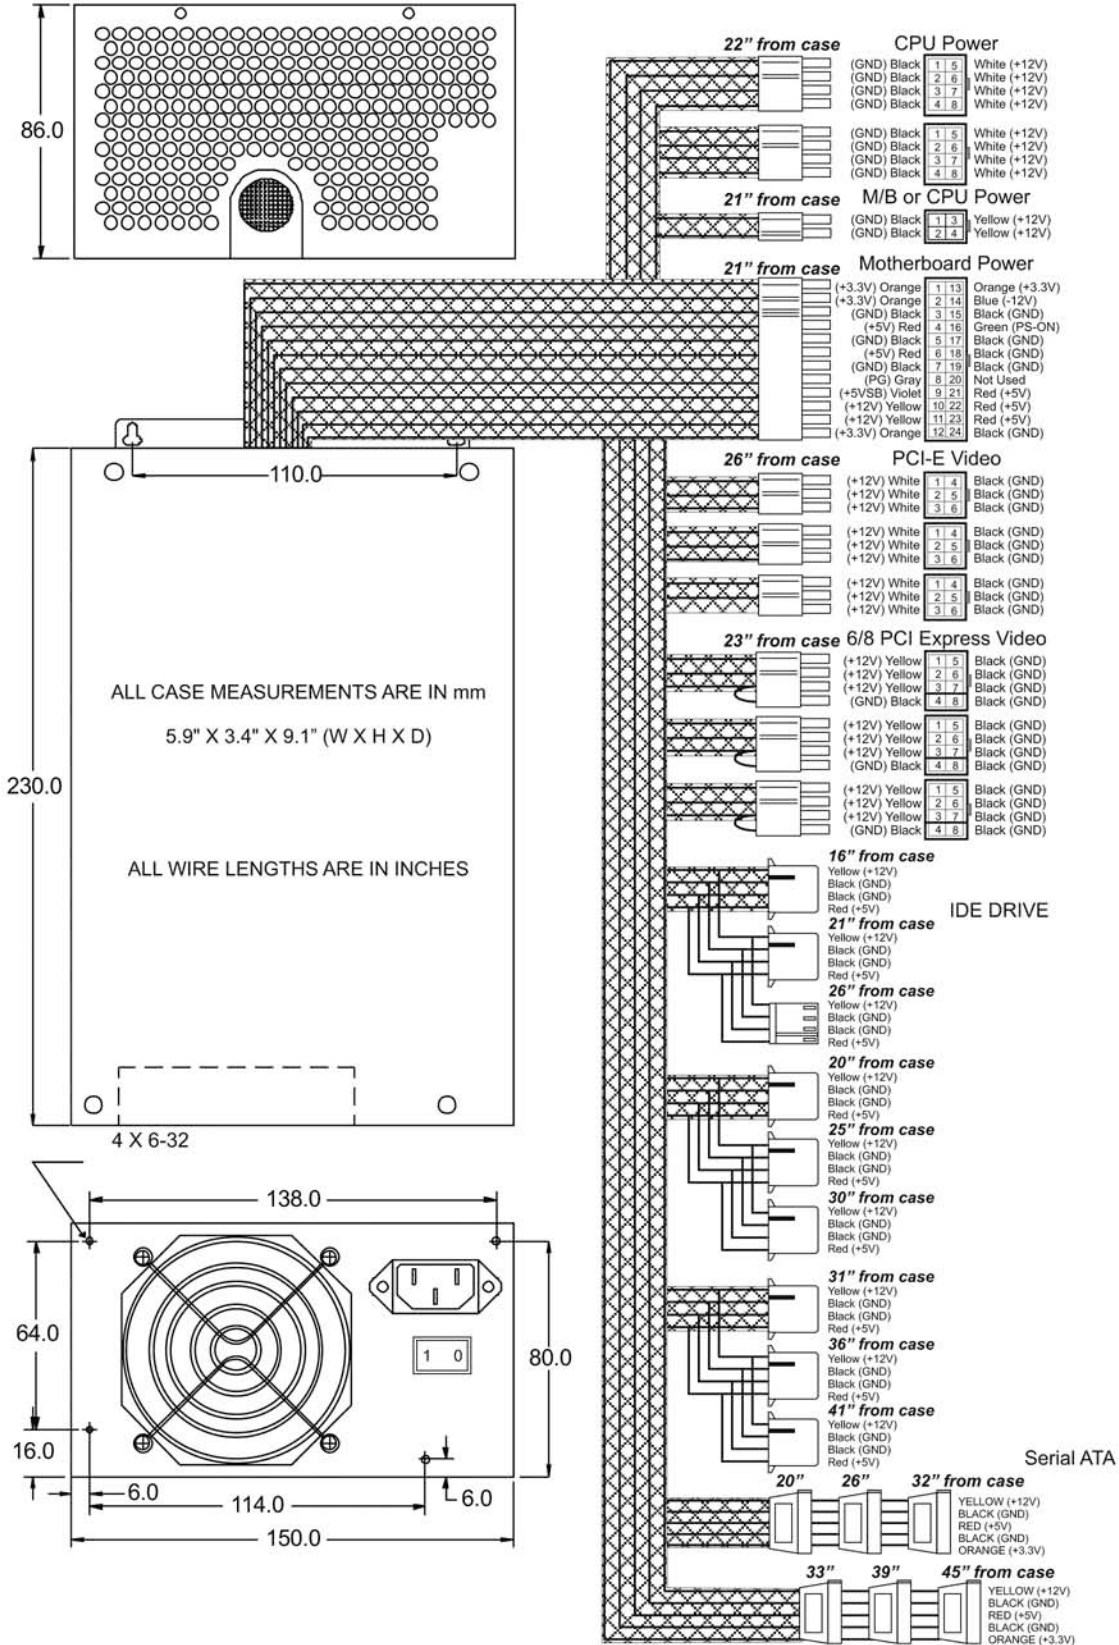 86.0
22” from case
CPU Power
(GND) Black 1 5 White (+12V)
(GND) Black 2 6 White (+12V)
(GND) Black 3 7 White (+12V)
(GND) Black 4 8 White (+12V)
(GND) Black 1 5 White (+12V)
(GND) Black 2 6 White (+12V)
(GND) Black 3 7 White (+12V)
(GND) Black 4 8 White (+12V)
21” from case
M/B or CPU Power
(GND) Black 1 3 Yellow (+12V)
(GND) Black 2 4 Yellow (+12V)
21” from case
Motherboard Power
(+3.3V) Orange 1 13 Orange (+3.3V)
(+3.3V) Orange 2 14 Blue (-12V)
(GND) Black 3 15 Black (GND)
(+5V) Red 4 16 Green (PS-ON)
(GND) Black 5 17 Black (GND)
(+5V) Red 6 18 Black (GND)
(GND) Black 7 19 Black (GND)
(PG) Gray 8 20 Not Used
(+5VSB) Violet 9 21 Red (+5V)
(+12V) Yellow 10 22 Red (+5V)
(+12V) Yellow 11 23 Red (+5V)
(+3.3V) Orange 12 24 Black (GND)
26” from case
PCI-E Video
(+12V) White 1 4 Black (GND)
(+12V) White 2 5 Black (GND)
(+12V) White 3 6 Black (GND)
(+12V) White 1 4 Black (GND)
(+12V) White 2 5 Black (GND)
(+12V) White 3 6 Black (GND)
(+12V) White 1 4 Black (GND)
(+12V) White 2 5 Black (GND)
(+12V) White 3 6 Black (GND)
23” from case
6/8 PCI Express Video
(+12V) Yellow 1 5 Black (GND)
(+12V) Yellow 2 6 Black (GND)
(+12V) Yellow 3 7 Black (GND)
(GND) Black 4 8 Black (GND)
(+12V) Yellow 1 5 Black (GND)
(+12V) Yellow 2 6 Black (GND)
(+12V) Yellow 3 7 Black (GND)
(GND) Black 4 8 Black (GND)
(+12V) Yellow 1 5 Black (GND)
(+12V) Yellow 2 6 Black (GND)
(+12V) Yellow 3 7 Black (GND)
(GND) Black 4 8 Black (GND)
16” from case
Yellow (+12V)
Black (GND)
Black (GND)
Red (+5V)
IDE DRIVE
21” from case
Yellow (+12V)
Black (GND)
Black (GND)
Red (+5V)
26” from case
Yellow (+12V)
Black (GND)
Black (GND)
Red (+5V)
20” from case
Yellow (+12V)
Black (GND)
Black (GND)
Red (+5V)
25” from case
Yellow (+12V)
Black (GND)
Black (GND)
Red (+5V)
30” from case
Yellow (+12V)
Black (GND)
Black (GND)
Red (+5V)
31” from case
Yellow (+12V)
Black (GND)
Black (GND)
Red (+5V)
36” from case
Yellow (+12V)
Black (GND)
Black (GND)
Red (+5V)
41” from case
Yellow (+12V)
Black (GND)
Black (GND)
Red (+5V)
Serial ATA
20” 26” 32” from case
YELLOW (+12V)
BLACK (GND)
RED (+5V)
BLACK (GND)
ORANGE (+3.3V)
33” 39” 45” from case
YELLOW (+12V)
BLACK (GND)
RED (+5V)
BLACK (GND)
ORANGE (+3.3V)
110.0
ALL CASE MEASUREMENTS ARE IN mm
5.9" X 3.4" X 9.1” (W X H X D)
230.0
ALL WIRE LENGTHS ARE IN INCHES
4 X 6-32
138.0
64.0
1 0
80.0
16.0
6.0
114.0
6.0
150.0